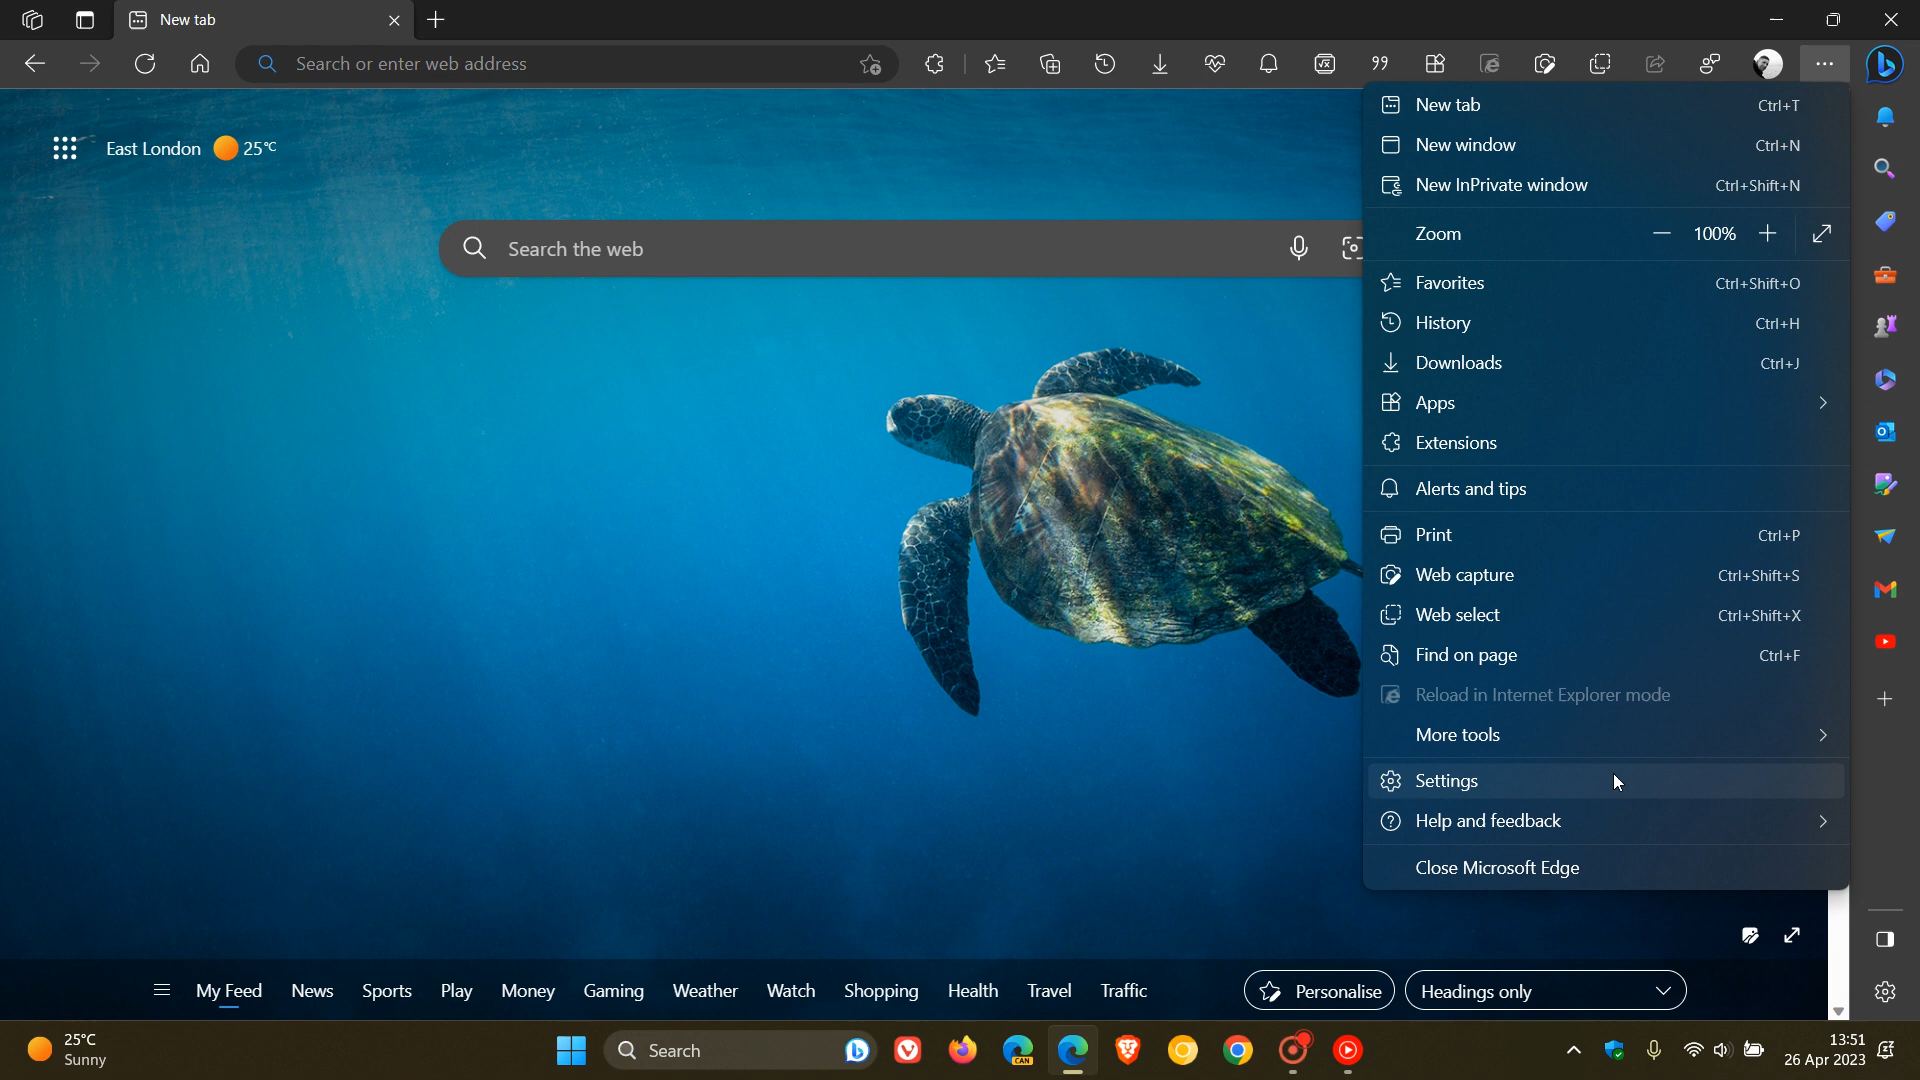 New tab
Search or enter web address
East London 25°C
Search the web
New tab Ctrl+T
New window Ctrl+N
New InPrivate window Ctrl+Shift+N
Zoom 100%
Favorites Ctrl+Shift+O
History Ctrl+H
Downloads Ctrl+J
Apps
Extensions
Alerts and tips
Print Ctrl+P
Web capture Ctrl+Shift+S
Web select Ctrl+Shift+X
Find on page Ctrl+F
Reload in Internet Explorer mode
More tools
Settings
Help and feedback
Close Microsoft Edge
My Feed News Sports Play Money Gaming Weather Watch Shopping Health Travel Traffic Personalise Headings only
25°C
Sunny
Search
CAN
13:51
26 Apr 2023